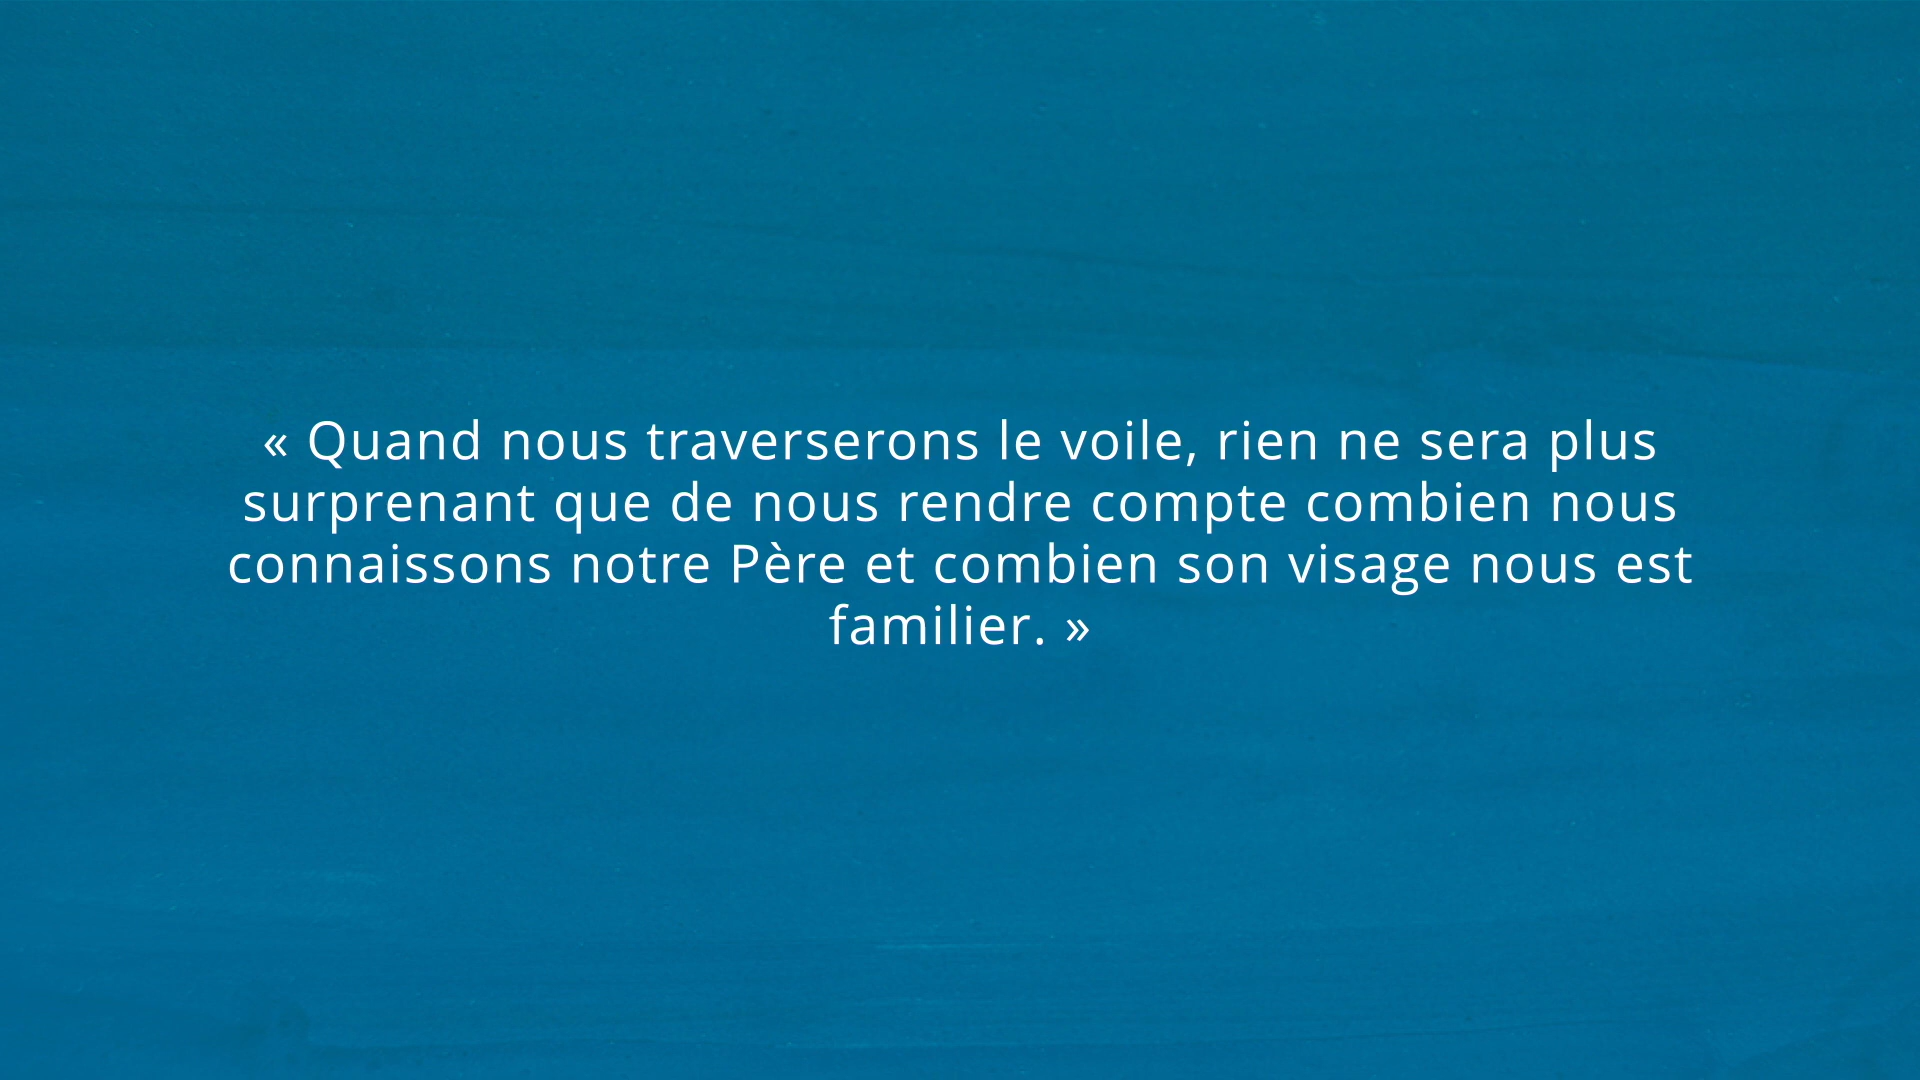 « Quand nous traverserons le voile, rien ne sera plus
surprenant que de nous rendre compte combien nous
connaissons notre Père et combien son visage nous est
familier. »